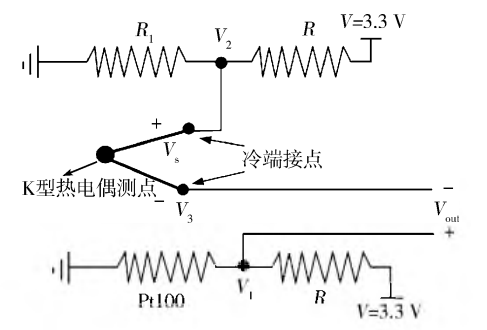 R₁
V₂
R
V=3.3 V
+
Vₛ
冷端接点
K型热电偶测点
−
V₃
−
Vout
+
Pt100
V₁
R
V=3.3 V